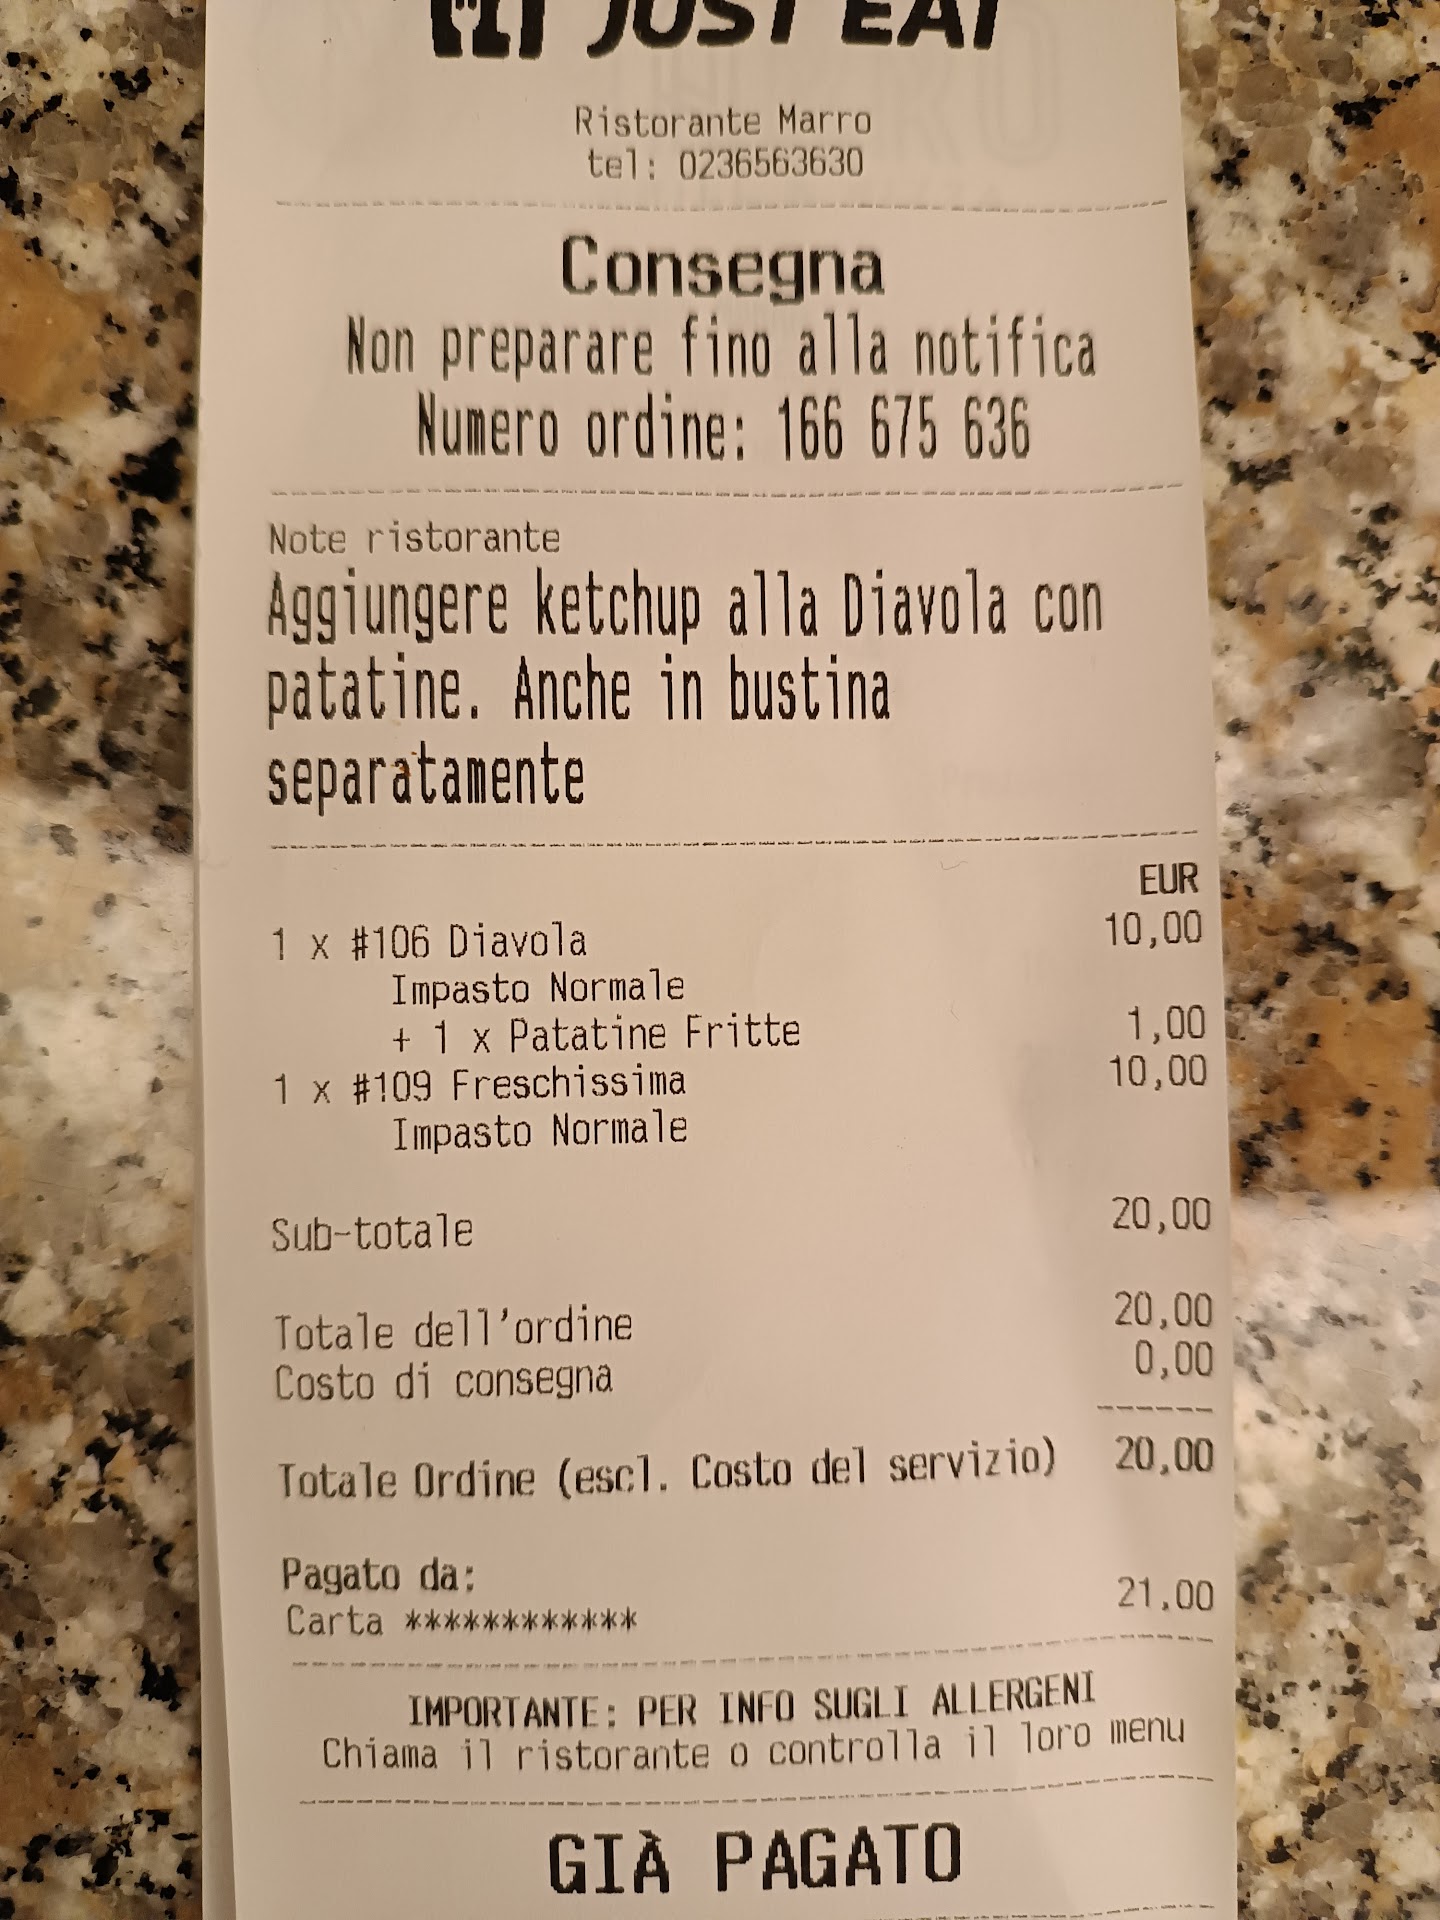 JUST EAT
Ristorante Marro
tel: 0236563630
Consegna
Non preparare fino alla notifica
Numero ordine: 166 675 636
Note ristorante
Aggiungere ketchup alla Diavola con
patatine. Anche in bustina
separatamente
EUR
1 x #106 Diavola 10,00
Impasto Normale
+ 1 x Patatine Fritte 1,00
1 x #109 Freschissima 10,00
Impasto Normale
Sub-totale 20,00
Totale dell'ordine 20,00
Costo di consegna 0,00
Totale Ordine (escl. Costo del servizio) 20,00
Pagato da:
Carta ************ 21,00
IMPORTANTE: PER INFO SUGLI ALLERGENI
Chiama il ristorante o controlla il loro menu
GIÀ PAGATO